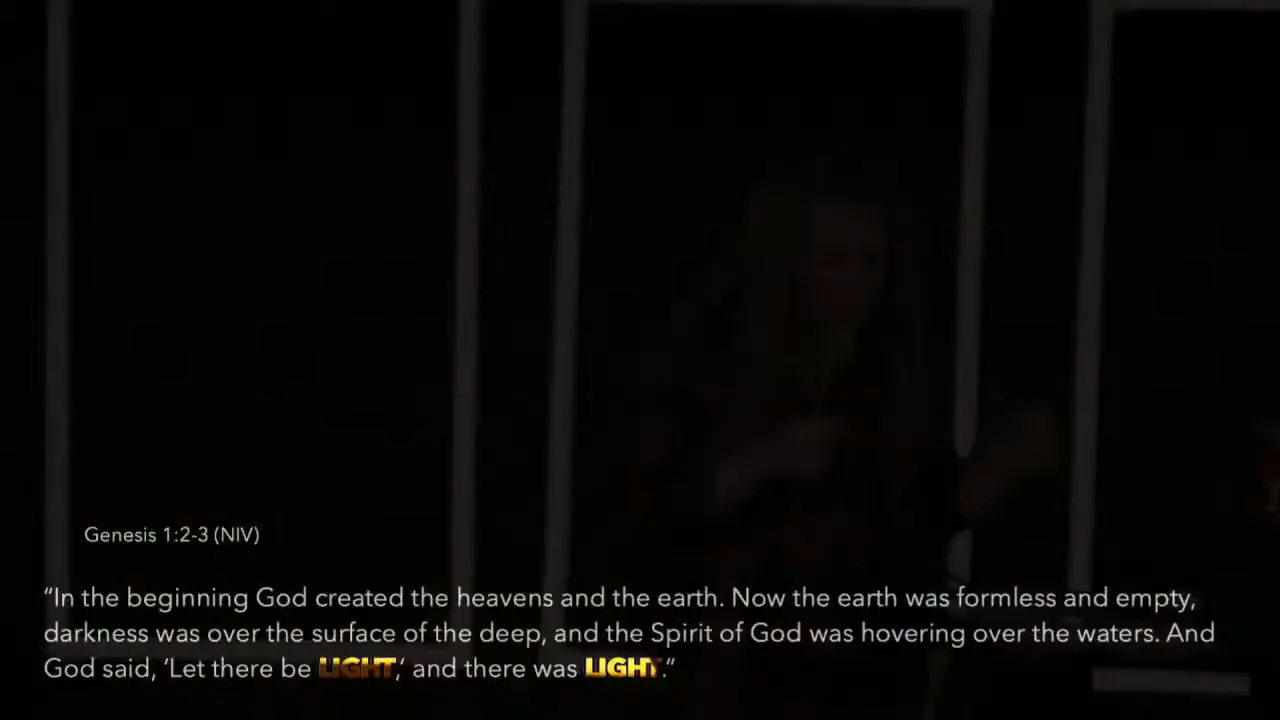 Genesis 1:2-3 (NIV)
“In the beginning God created the heavens and the earth. Now the earth was formless and empty,
darkness was over the surface of the deep, and the Spirit of God was hovering over the waters. And
God said, ‘Let there be LIGHT,‘ and there was LIGHT.“